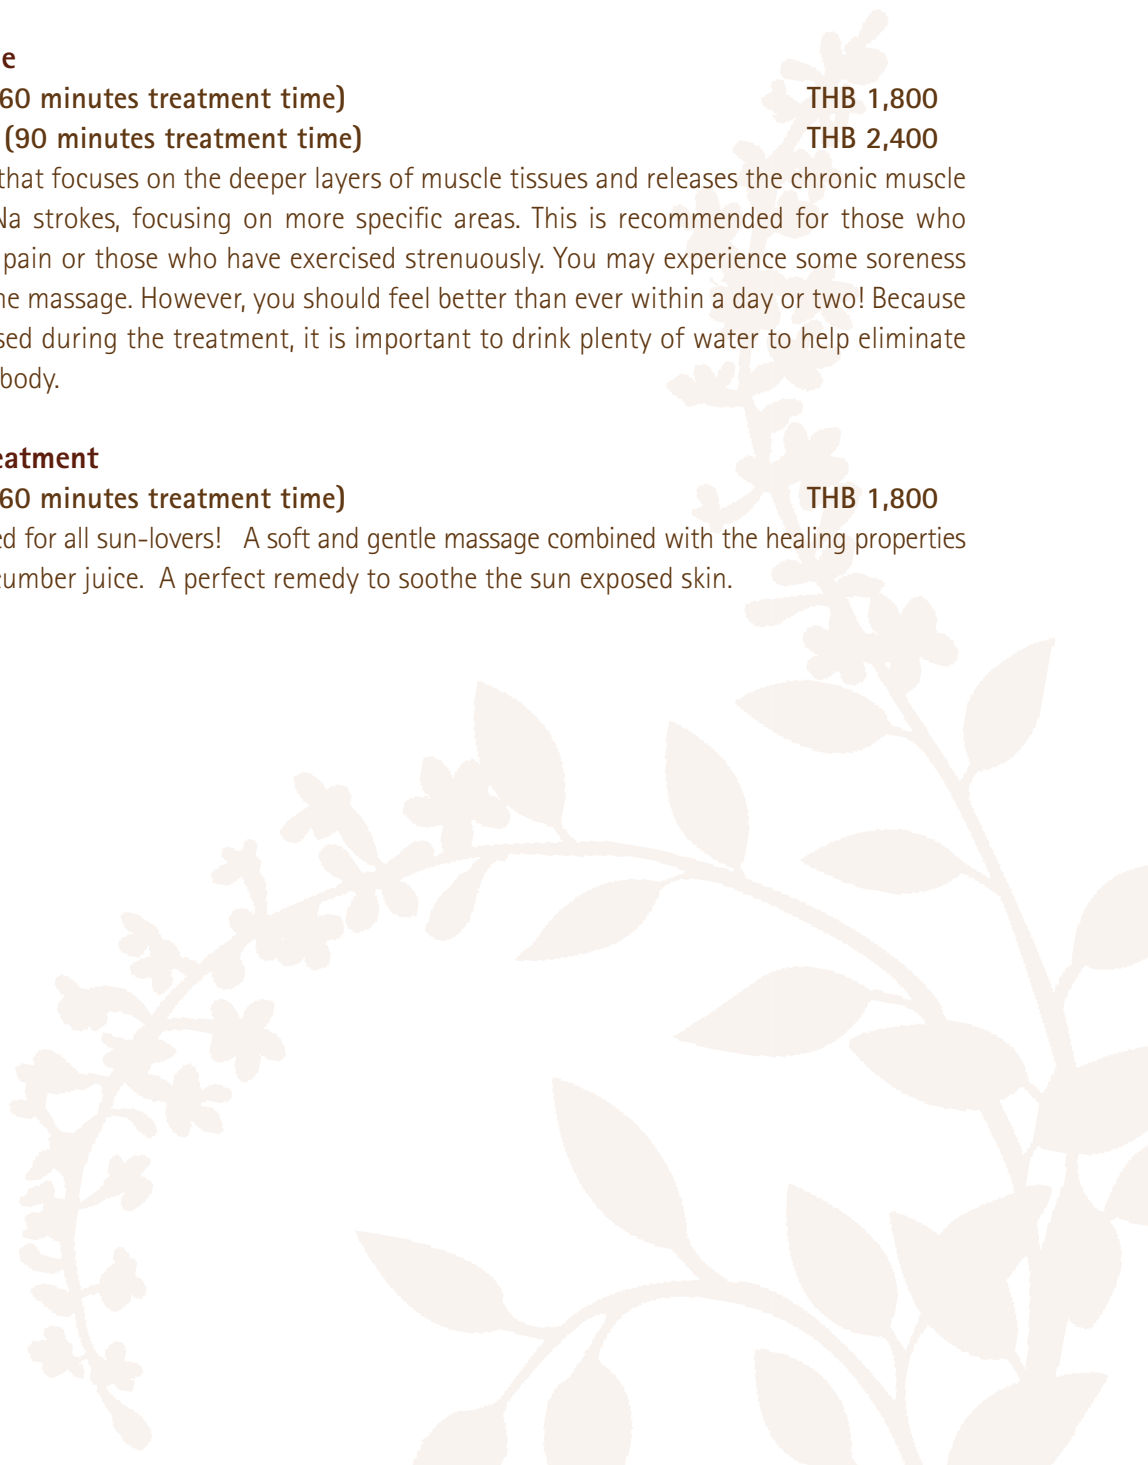 e
60 minutes treatment time) THB 1,800
(90 minutes treatment time) THB 2,400
that focuses on the deeper layers of muscle tissues and releases the chronic muscle
Na strokes, focusing on more specific areas. This is recommended for those who
pain or those who have exercised strenuously. You may experience some soreness
he massage. However, you should feel better than ever within a day or two! Because
sed during the treatment, it is important to drink plenty of water to help eliminate
body.
eatment
60 minutes treatment time) THB 1,800
ed for all sun-lovers! A soft and gentle massage combined with the healing properties
cumber juice. A perfect remedy to soothe the sun exposed skin.